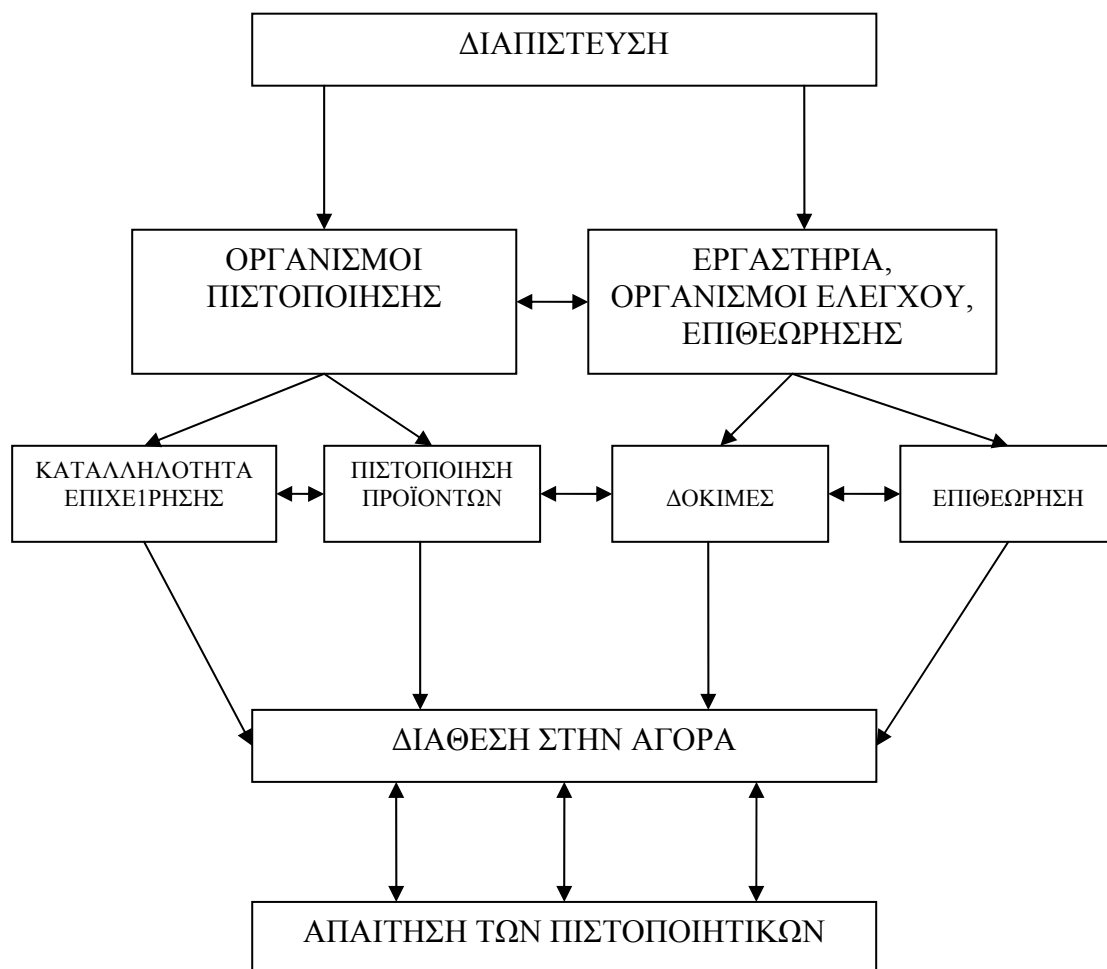 ΔΙΑΠΙΣΤΕΥΣΗ
ΟΡΓΑΝΙΣΜΟΙ
ΠΙΣΤΟΠΟΙΗΣΗΣ
ΕΡΓΑΣΤΗΡΙΑ,
ΟΡΓΑΝΙΣΜΟΙ ΕΛΕΓΧΟΥ,
ΕΠΙΘΕΩΡΗΣΗΣ
ΚΑΤΑΛΛΗΛΟΤΗΤΑ
ΕΠΙΧΕ1ΡΗΣΗΣ
ΠΙΣΤΟΠΟΙΗΣΗ
ΠΡΟΪΟΝΤΩΝ
ΔΟΚΙΜΕΣ
ΕΠΙΘΕΩΡΗΣΗ
ΔΙΑΘΕΣΗ ΣΤΗΝ ΑΓΟΡΑ
ΑΠΑΙΤΗΣΗ ΤΩΝ ΠΙΣΤΟΠΟΙΗΤΙΚΩΝ